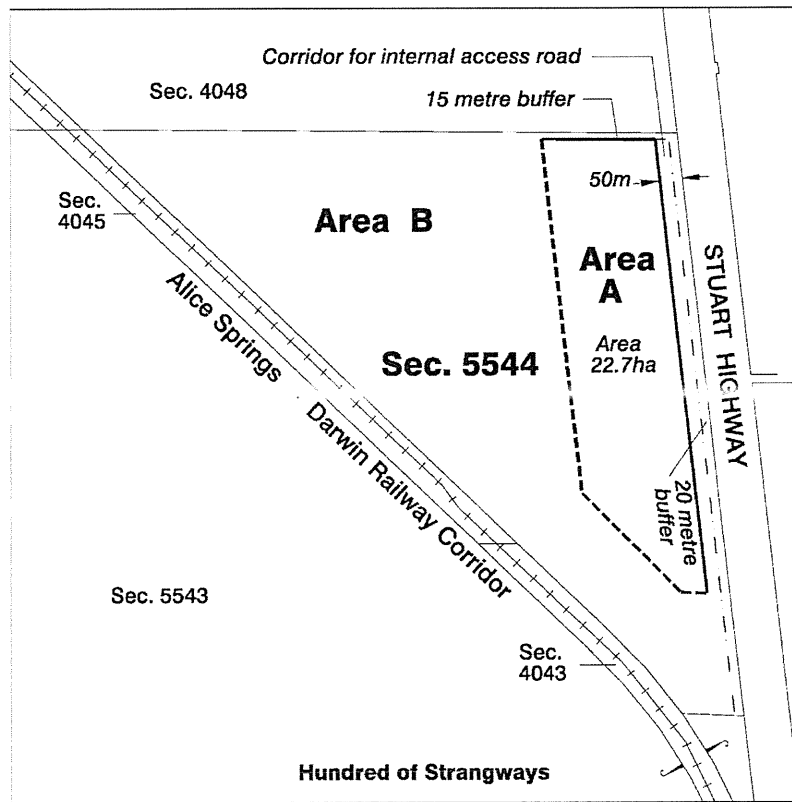 Corridor for internal access road
Sec. 4048
15 metre buffer
50m
Sec.
4045
Area B
Area
A
Alice Springs
STUART HIGHWAY
Area
22.7ha
Sec. 5544
Darwin Railway Corridor
20 metre
buffer
Sec. 5543
Sec.
4043
Hundred of Strangways